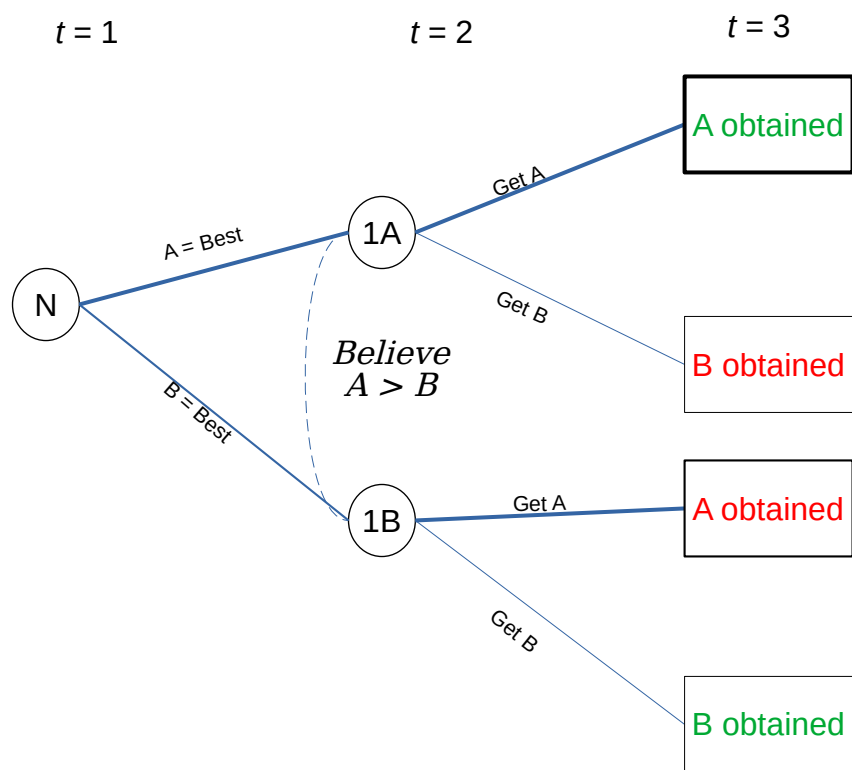 t = 1
t = 2
t = 3
A obtained
Get A
1A
A = Best
N
Get B
Believe
A > B
B obtained
B = Best
Get A
A obtained
1B
Get B
B obtained